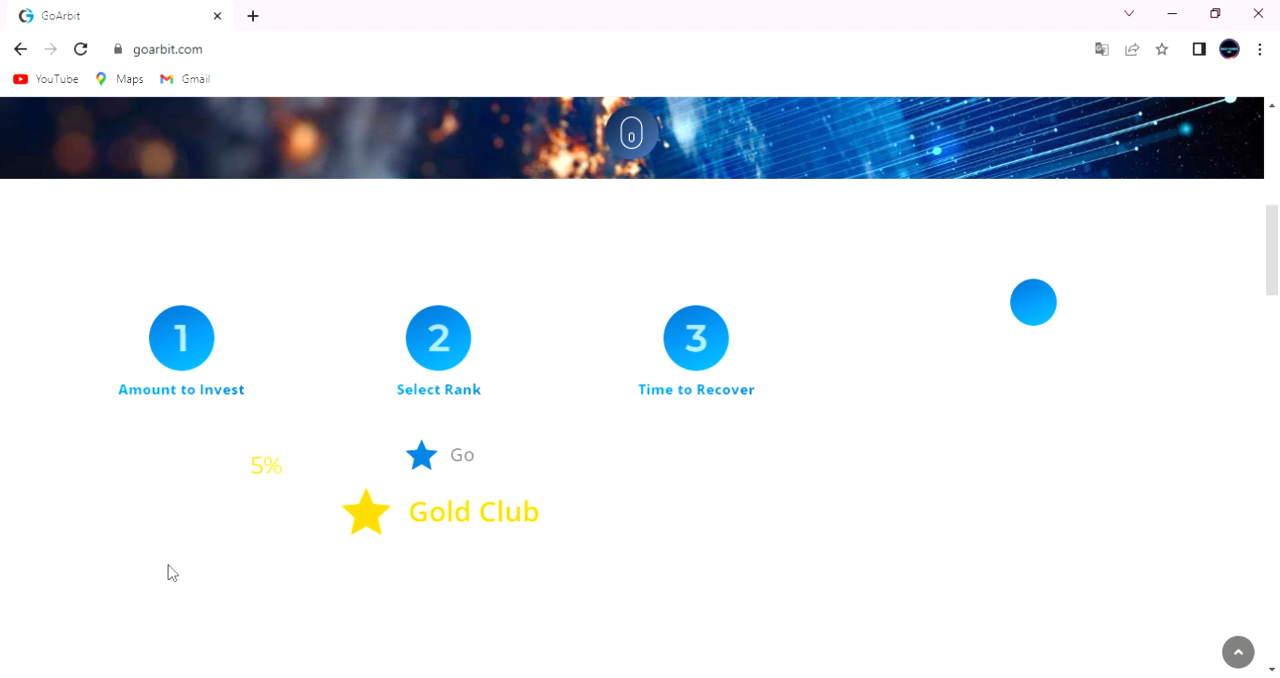 GoArbit
goarbit.com
YouTube Maps Gmail
0
1 2 3
Amount to Invest Select Rank Time to Recover
5% Go
Gold Club